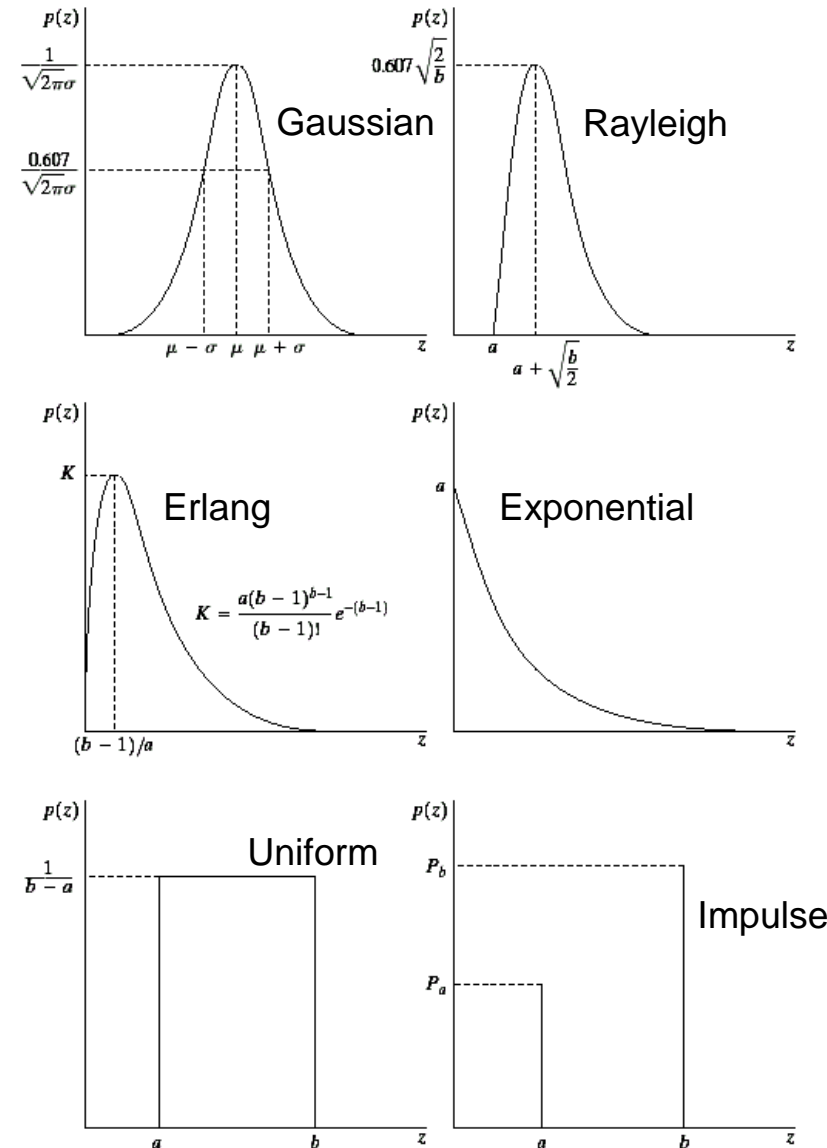 p(z)
1/√2πσ
0.607/√2πσ
Gaussian
μ − σ μ μ + σ z
p(z)
0.607√2/b
Rayleigh
a z
a + √b/2
p(z)
K
Erlang
K = a(b − 1)^{b−1}/(b − 1)! e^{−(b−1)}
(b − 1)/a z
p(z)
a
Exponential
z
p(z)
1/b − a
Uniform
a b z
p(z)
P_b
Impulse
P_a
a b z